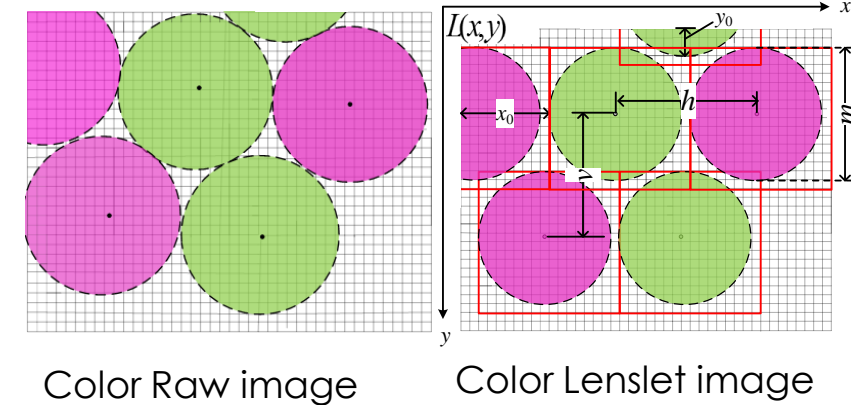 x
L(x,y)
y₀
x₀
h
m
v
y
Color Raw image
Color Lenslet image